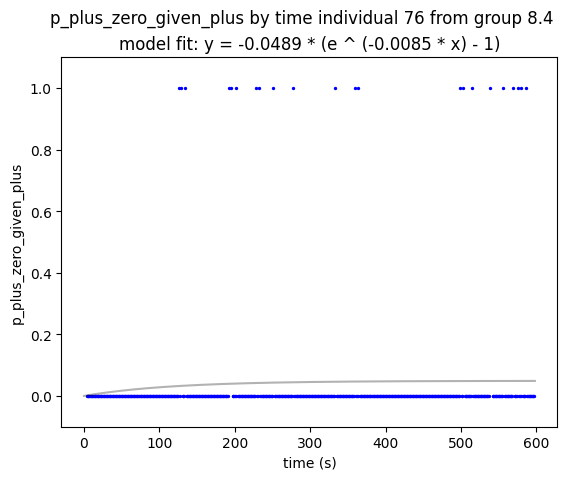 p_plus_zero_given_plus by time individual 76 from group 8.4
model fit: y = -0.0489 * (e ^ (-0.0085 * x) - 1)
1.0
0.8
0.6
0.4
0.2
0.0
p_plus_zero_given_plus
0 100 200 300 400 500 600
time (s)